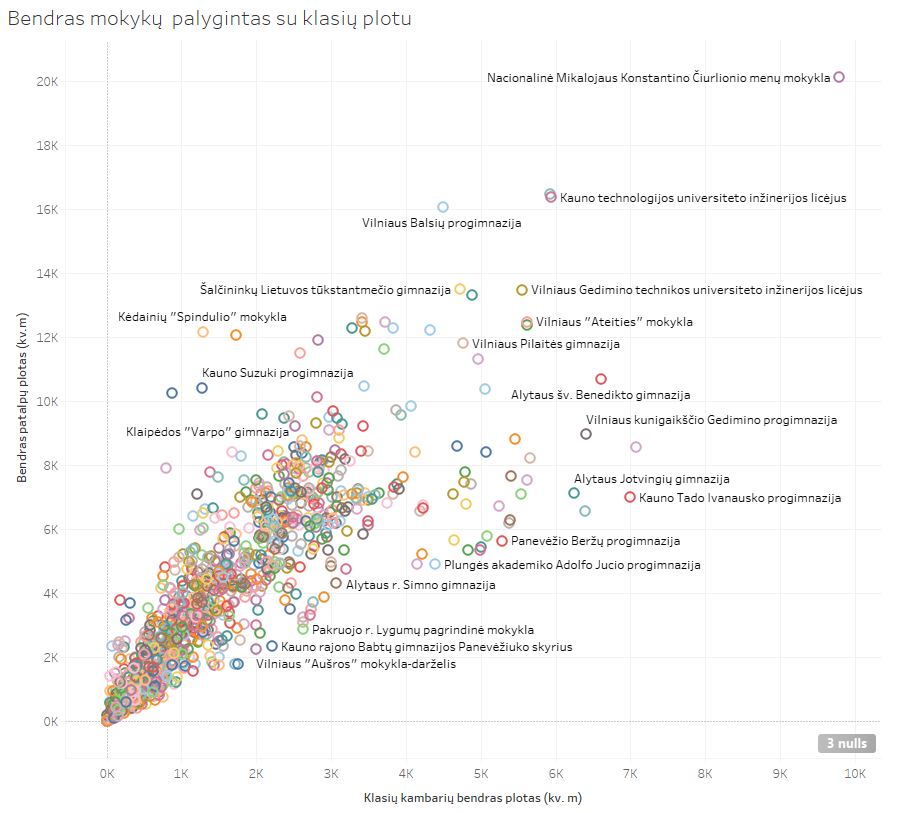 Bendras mokykų  palygintas su klasių plotu
20K
Nacionalinė Mikalojaus Konstantino Čiurlionio menų mokykla
18K
Kauno technologijos universiteto inžinerijos licėjus
16K
Vilniaus Balsių progimnazija
14K
Šalčininkų Lietuvos tūkstantmečio gimnazija
Vilniaus Gedimino technikos universiteto inžinerijos licėjus
Kėdainių "Spindulio" mokykla
Vilniaus "Ateities" mokykla
12K
Vilniaus Pilaitės gimnazija
Kauno Suzuki progimnazija
Alytaus šv. Benedikto gimnazija
10K
Vilniaus kunigaikščio Gedimino progimnazija
Klaipėdos "Varpo" gimnazija
Bendras patalpų plotas (kv.m)
8K
Alytaus Jotvingių gimnazija
Kauno Tado Ivanausko progimnazija
6K
Panevėžio Beržų progimnazija
Plungės akademiko Adolfo Jucio progimnazija
Alytaus r. Simno gimnazija
4K
Pakruojo r. Lygumų pagrindinė mokykla
Kauno rajono Babtų gimnazijos Panevėžiuko skyrius
2K
Vilniaus "Aušros" mokykla-darželis
0K
3 nulls
0K 1K 2K 3K 4K 5K 6K 7K 8K 9K 10K
Klasių kambarių bendras plotas (kv. m)